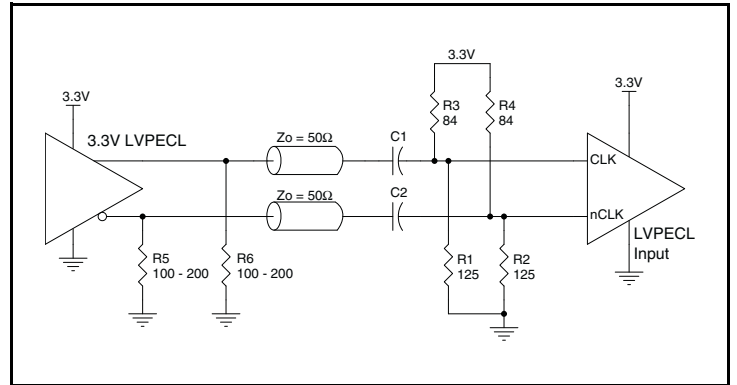 3.3V
3.3V
3.3V
3.3V LVPECL
R3
84
R4
84
Zo = 50Ω
C1
CLK
Zo = 50Ω
C2
nCLK
LVPECL
Input
R5
100 - 200
R6
100 - 200
R1
125
R2
125